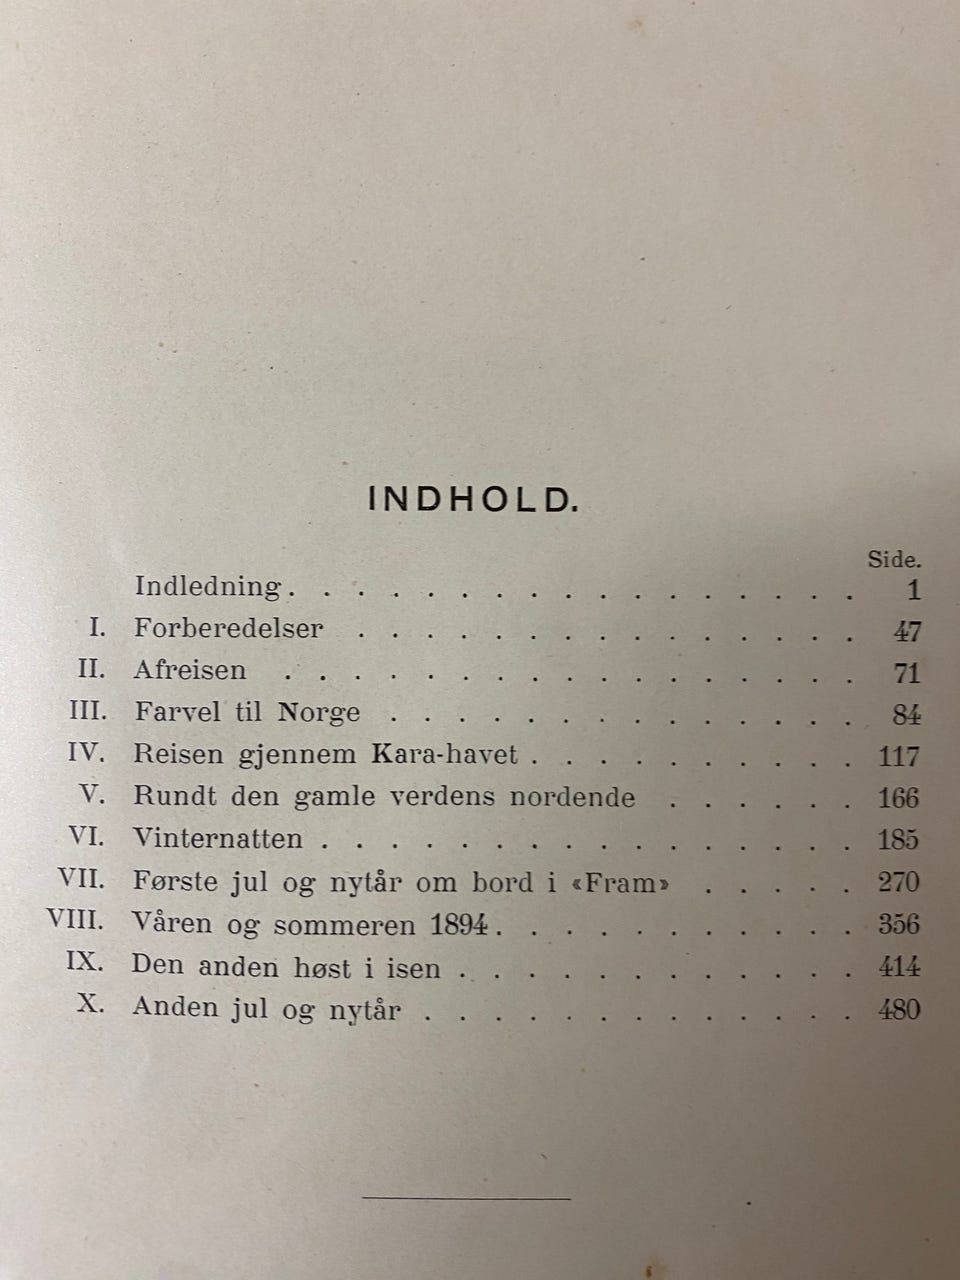 INDHOLD.
Side.
Indledning . . . . . . . . . . . . . . . . . 1
I. Forberedelser . . . . . . . . . . . . . . . 47
II. Afreisen . . . . . . . . . . . . . . . . . 71
III. Farvel til Norge . . . . . . . . . . . . . . 84
IV. Reisen gjennem Kara-havet . . . . . . . . . . 117
V. Rundt den gamle verdens nordende . . . . . . 166
VI. Vinternatten . . . . . . . . . . . . . . . . 185
VII. Første jul og nytår om bord i «Fram» . . . . . 270
VIII. Våren og sommeren 1894 . . . . . . . . . . . 356
IX. Den anden høst i isen . . . . . . . . . . . . 414
X. Anden jul og nytår . . . . . . . . . . . . . 480